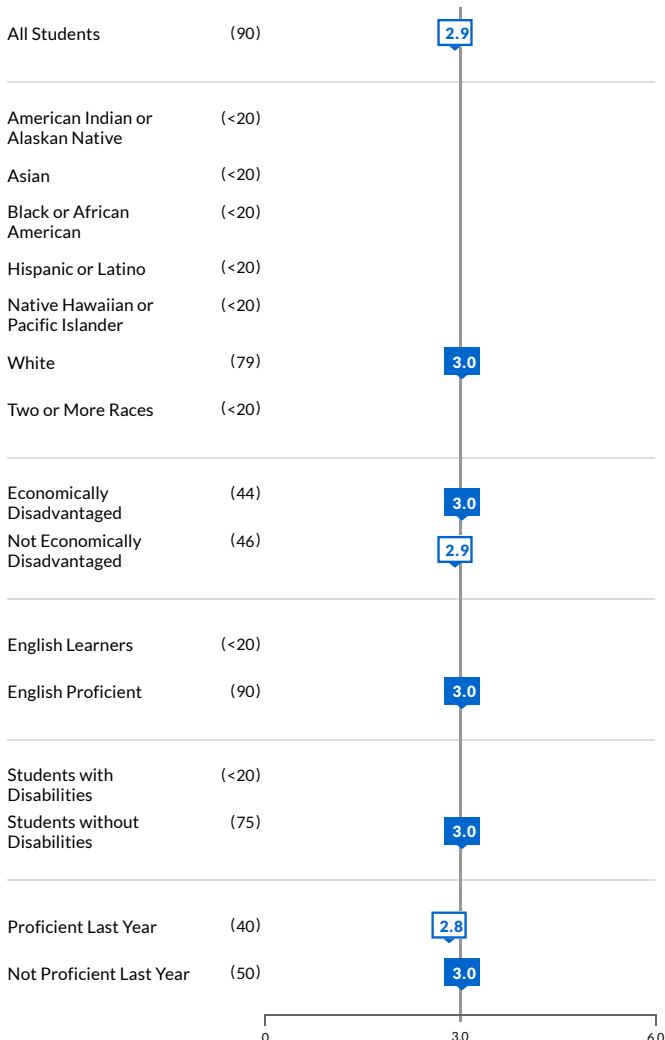 All Students (90) 2.9
American Indian or
Alaskan Native (<20)
Asian (<20)
Black or African
American (<20)
Hispanic or Latino (<20)
Native Hawaiian or
Pacific Islander (<20)
White (79) 3.0
Two or More Races (<20)
Economically
Disadvantaged (44) 3.0
Not Economically
Disadvantaged (46) 2.9
English Learners (<20)
English Proficient (90) 3.0
Students with
Disabilities (<20)
Students without
Disabilities (75) 3.0
Proficient Last Year (40) 2.8
Not Proficient Last Year (50) 3.0
0 3.0 6.0